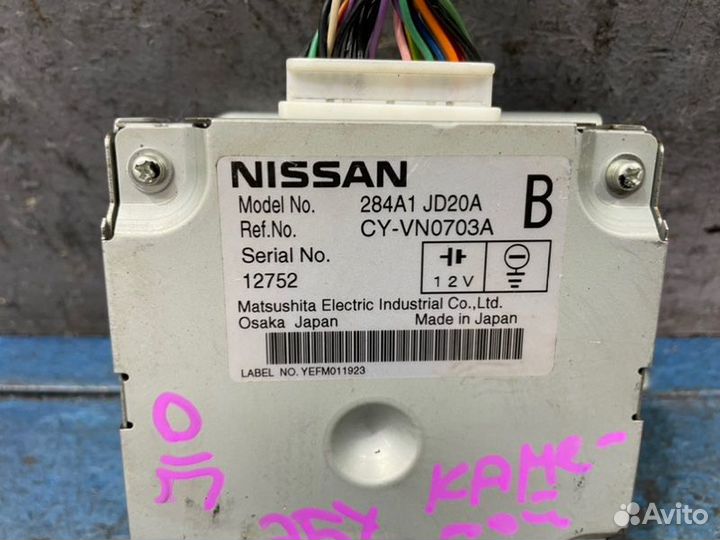 NISSAN
Model No. 284A1 JD20A
B
Ref.No. CY-VN0703A
Serial No.
12752
12V
Matsushita Electric Industrial Co.,Ltd.
Osaka Japan Made in Japan
LABEL NO. YEFM011923
J10
Avito